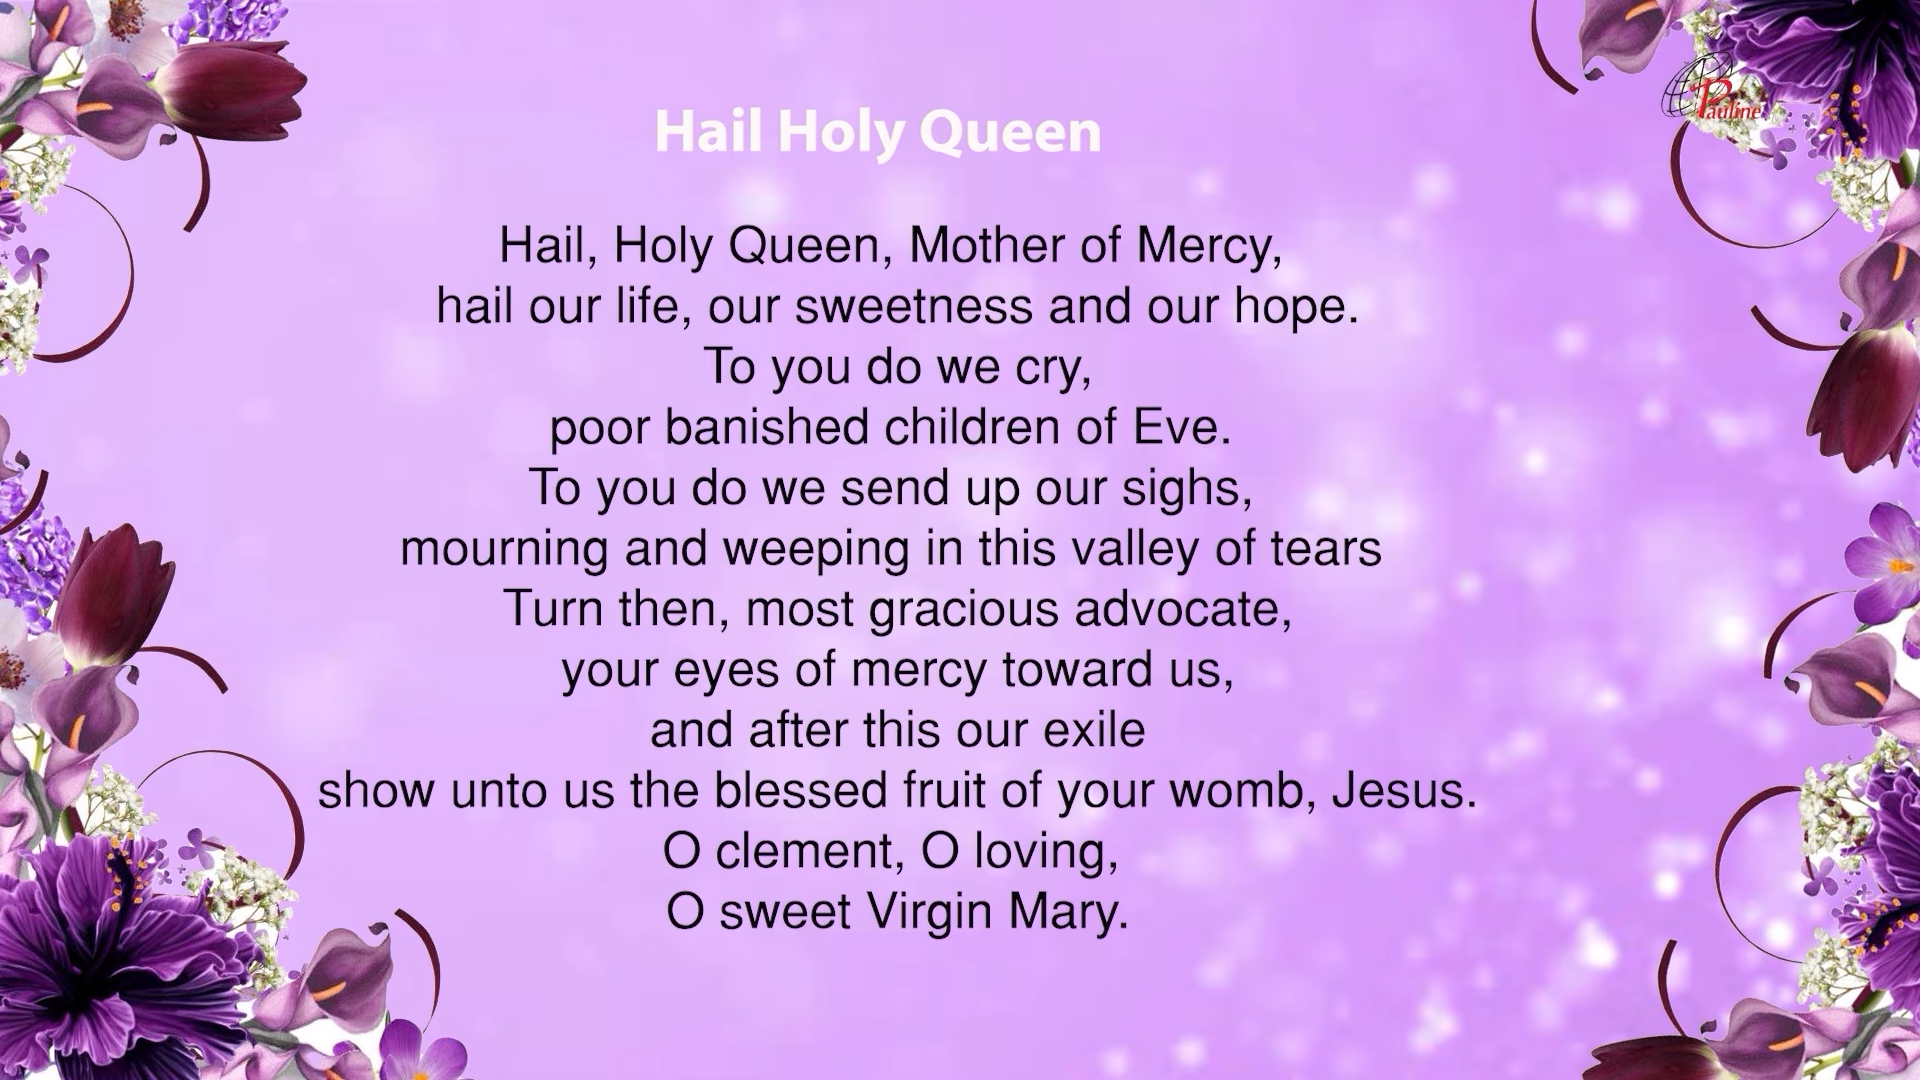 Pauline
Hail Holy Queen
Hail, Holy Queen, Mother of Mercy,
hail our life, our sweetness and our hope.
To you do we cry,
poor banished children of Eve.
To you do we send up our sighs,
mourning and weeping in this valley of tears
Turn then, most gracious advocate,
your eyes of mercy toward us,
and after this our exile
show unto us the blessed fruit of your womb, Jesus.
O clement, O loving,
O sweet Virgin Mary.